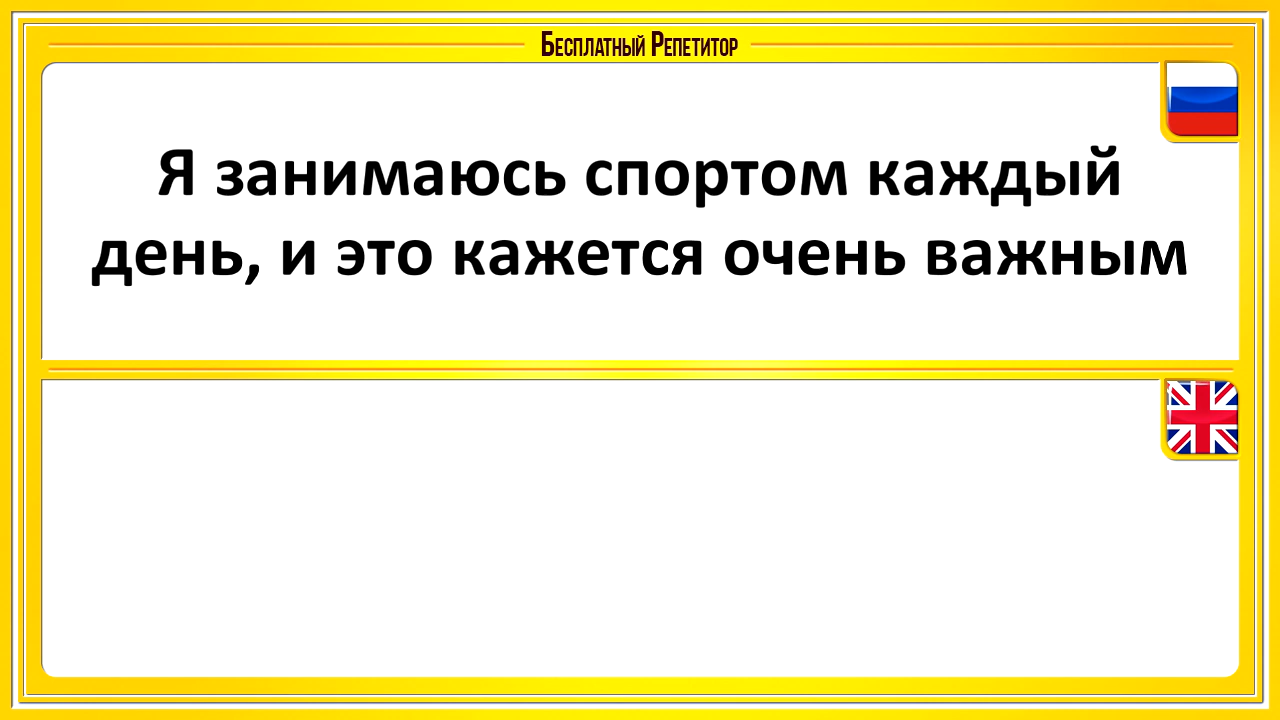 Бесплатный Репетитор
Я занимаюсь спортом каждый
день, и это кажется очень важным